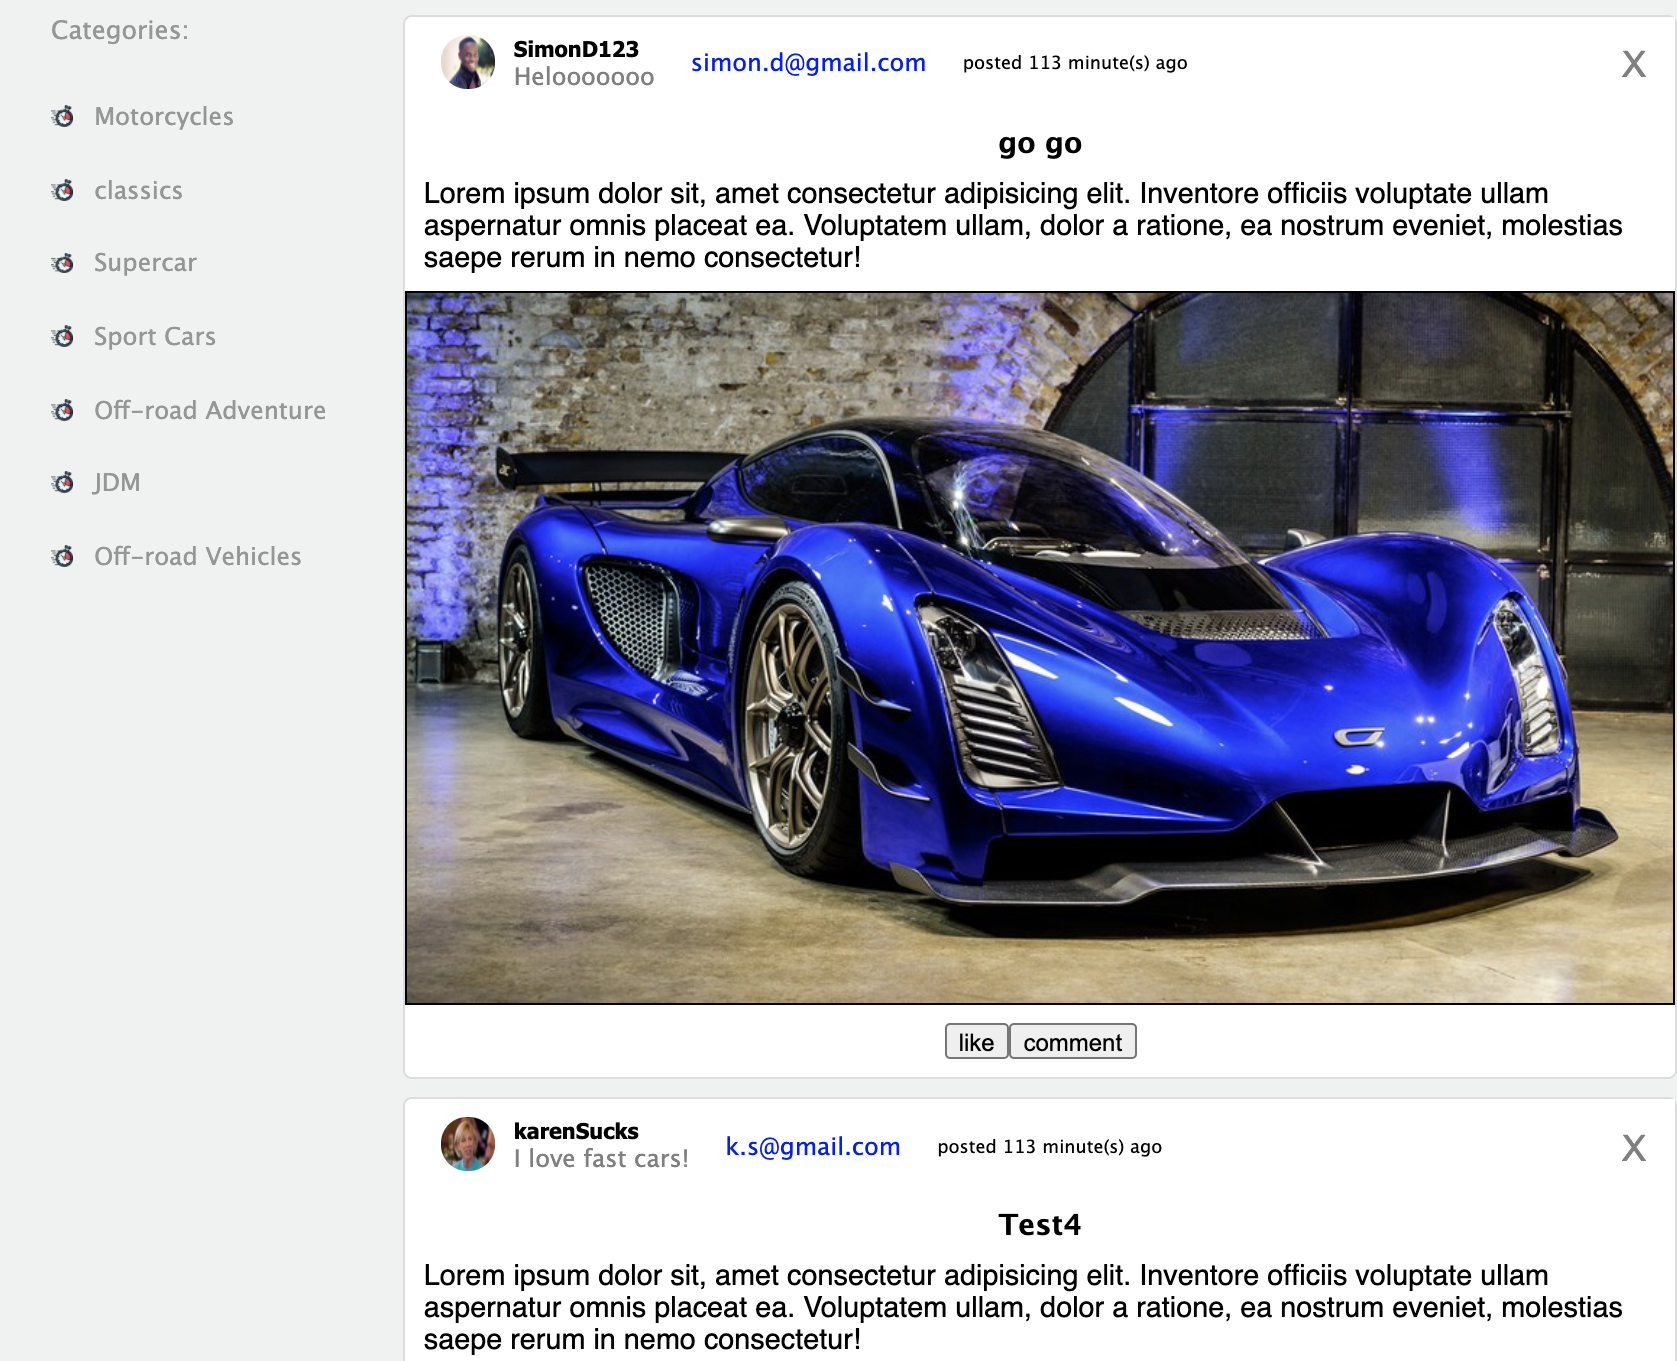 Categories:
Motorcycles
classics
Supercar
Sport Cars
Off-road Adventure
JDM
Off-road Vehicles
SimonD123
Helooooooo
simon.d@gmail.com
posted 113 minute(s) ago
X
go go
Lorem ipsum dolor sit, amet consectetur adipisicing elit. Inventore officiis voluptate ullam
aspernatur omnis placeat ea. Voluptatem ullam, dolor a ratione, ea nostrum eveniet, molestias
saepe rerum in nemo consectetur!
like
comment
karenSucks
I love fast cars!
k.s@gmail.com
posted 113 minute(s) ago
X
Test4
Lorem ipsum dolor sit, amet consectetur adipisicing elit. Inventore officiis voluptate ullam
aspernatur omnis placeat ea. Voluptatem ullam, dolor a ratione, ea nostrum eveniet, molestias
saepe rerum in nemo consectetur!